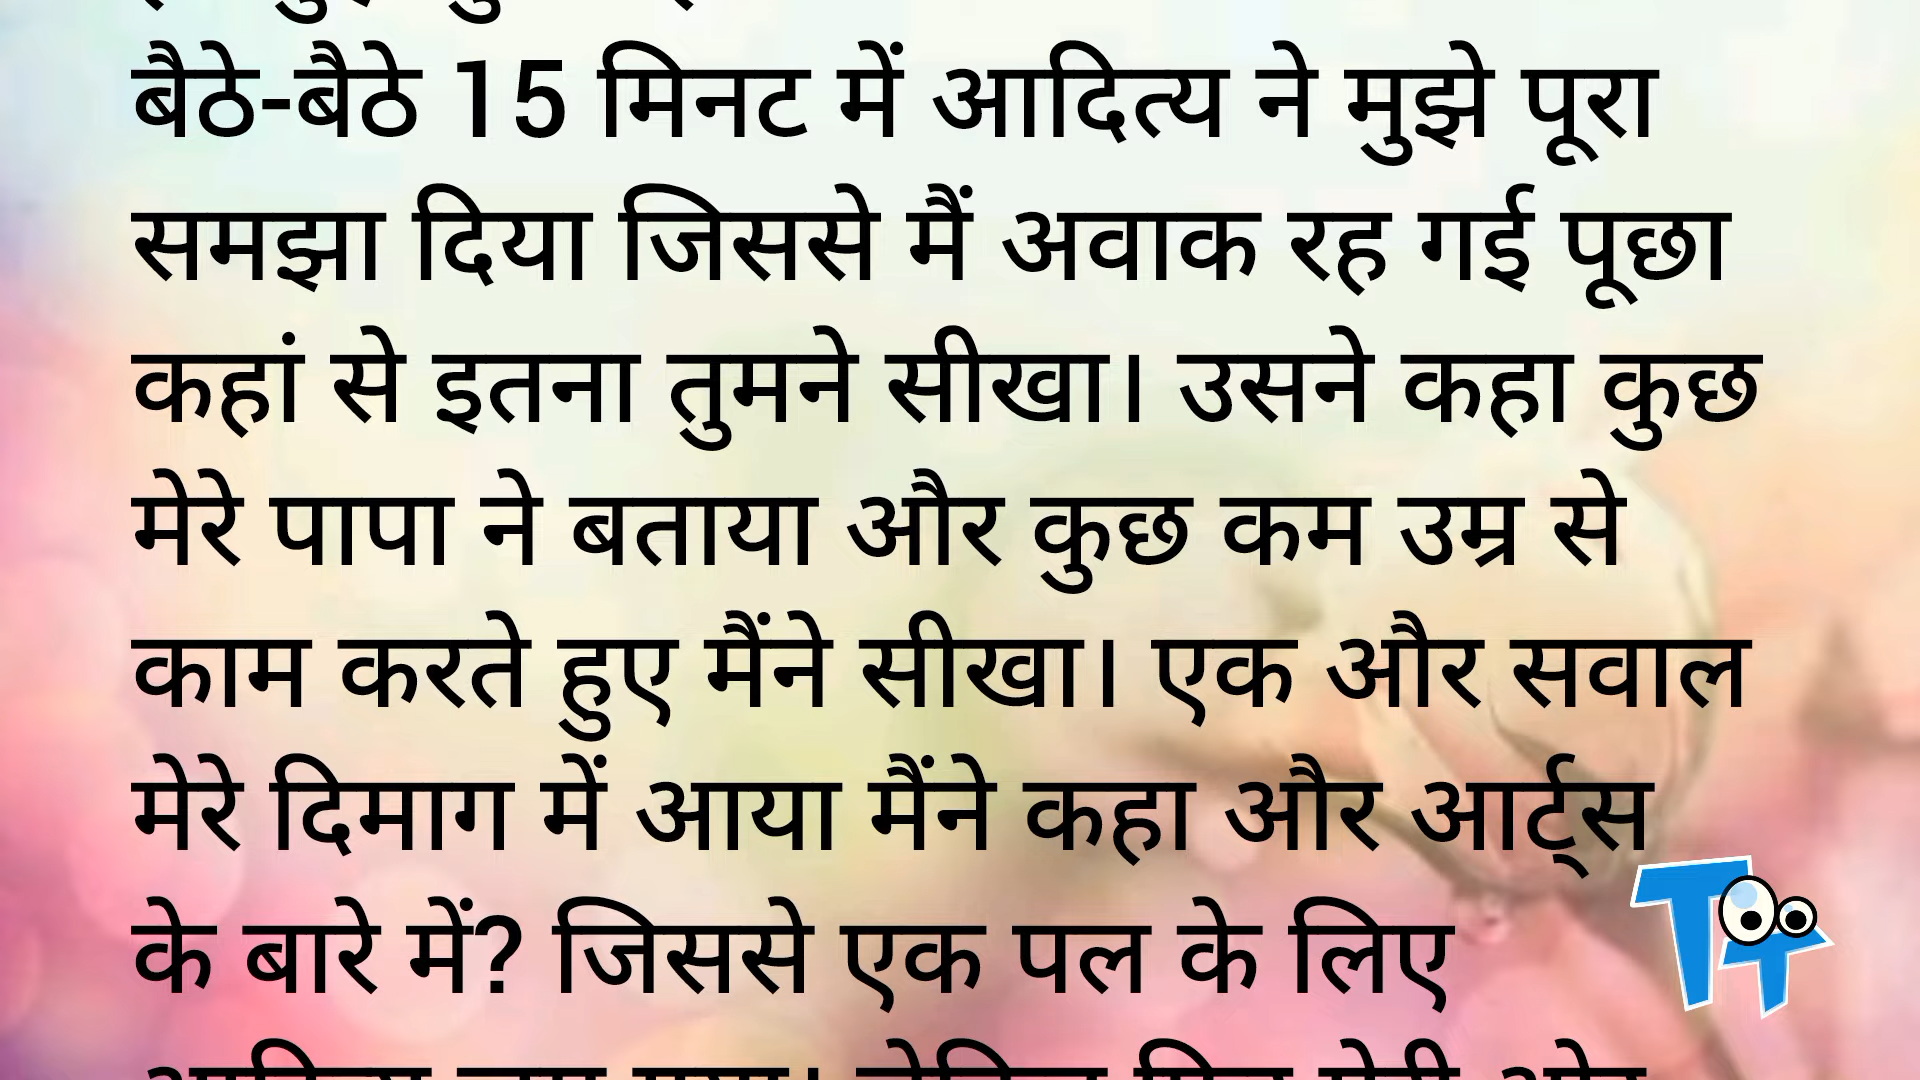 बैठे-बैठे 15 मिनट में आदित्य ने मुझे पूरा
समझा दिया जिससे मैं अवाक रह गई पूछा
कहां से इतना तुमने सीखा। उसने कहा कुछ
मेरे पापा ने बताया और कुछ कम उम्र से
काम करते हुए मैंने सीखा। एक और सवाल
मेरे दिमाग में आया मैंने कहा और आर्ट्स
के बारे में? जिससे एक पल के लिए